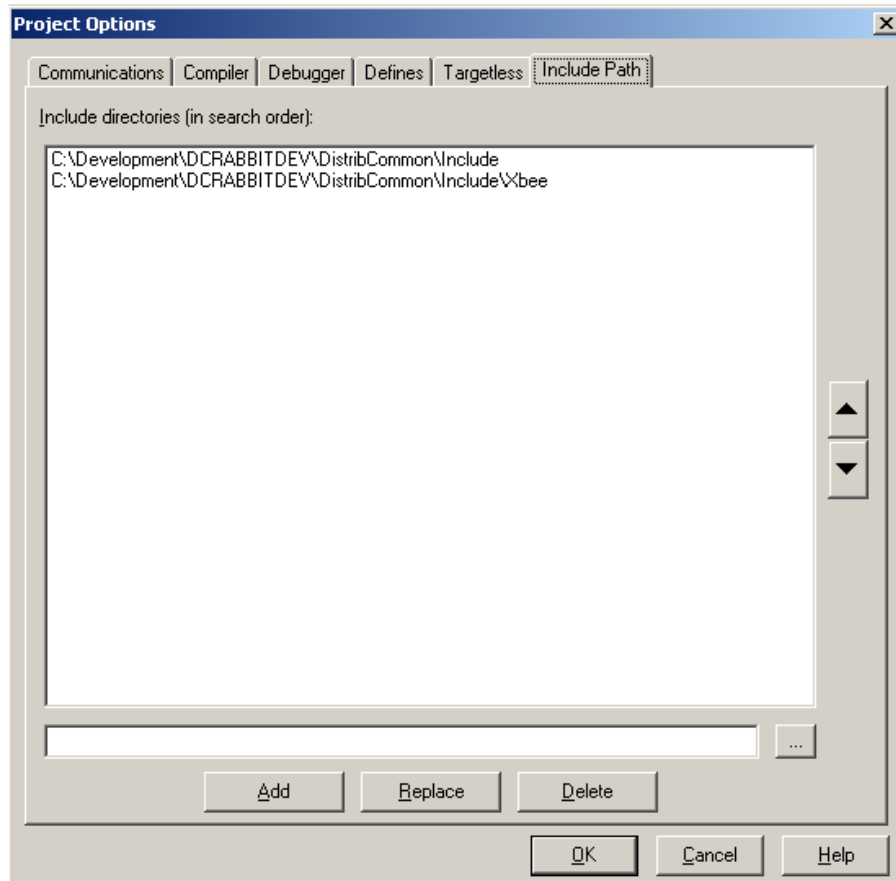 Project Options
Communications Compiler Debugger Defines Targetless Include Path
Include directories (in search order):
C:\Development\DCRABBITDEV\DistribCommon\Include
C:\Development\DCRABBITDEV\DistribCommon\Include\Xbee
...
Add Replace Delete
OK Cancel Help